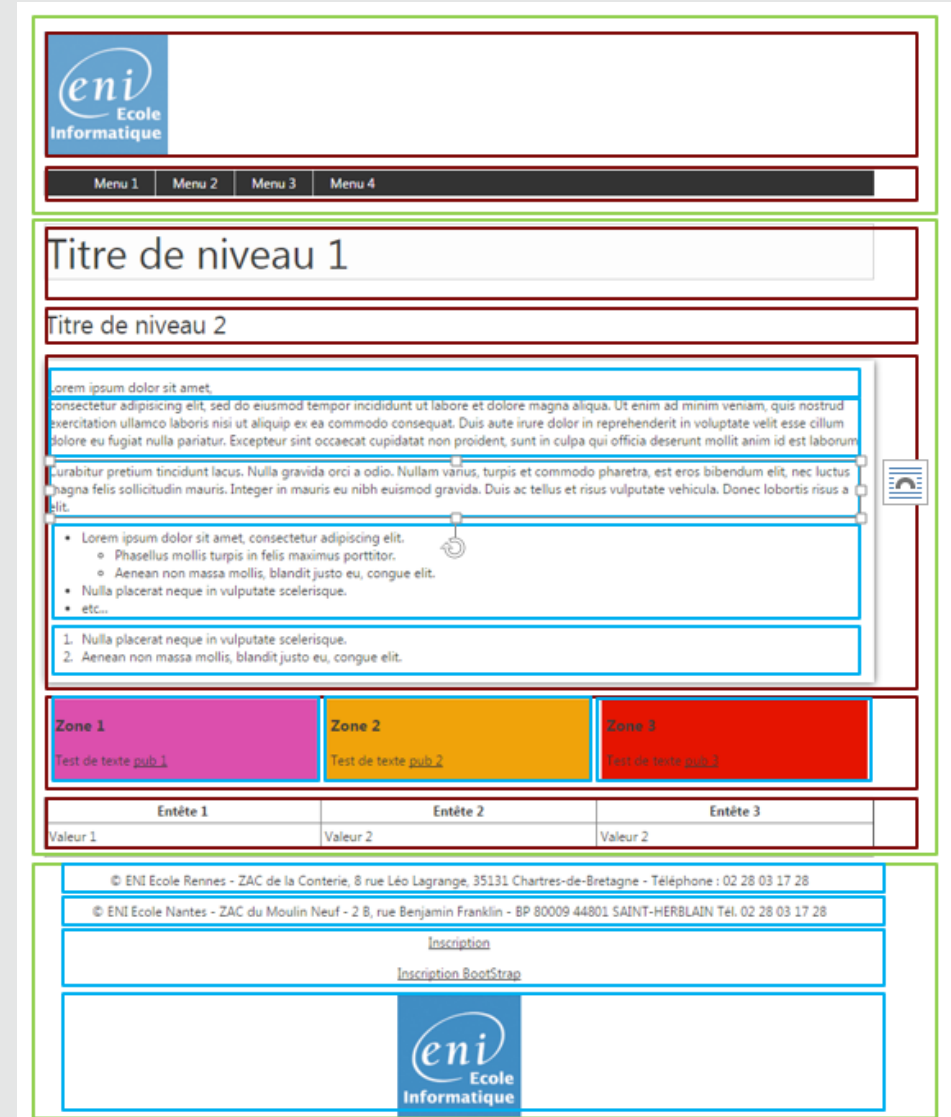 eni
Ecole
Informatique
Menu 1 Menu 2 Menu 3 Menu 4
Titre de niveau 1
Titre de niveau 2
Lorem ipsum dolor sit amet,
consectetur adipisicing elit, sed do eiusmod tempor incididunt ut labore et dolore magna aliqua. Ut enim ad minim veniam, quis nostrud
exercitation ullamco laboris nisi ut aliquip ex ea commodo consequat. Duis aute irure dolor in reprehenderit in voluptate velit esse cillum
dolore eu fugiat nulla pariatur. Excepteur sint occaecat cupidatat non proident, sunt in culpa qui officia deserunt mollit anim id est laborum
Curabitur pretium tincidunt lacus. Nulla gravida orci a odio. Nullam varius, turpis et commodo pharetra, est eros bibendum elit, nec luctus
magna felis sollicitudin mauris. Integer in mauris eu nibh euismod gravida. Duis ac tellus et risus vulputate vehicula. Donec lobortis risus a
elit.
• Lorem ipsum dolor sit amet, consectetur adipiscing elit.
◦ Phasellus mollis turpis in felis maximus porttitor.
◦ Aenean non massa mollis, blandit justo eu, congue elit.
• Nulla placerat neque in vulputate scelerisque.
• etc...
1. Nulla placerat neque in vulputate scelerisque.
2. Aenean non massa mollis, blandit justo eu, congue elit.
Zone 1 Zone 2 Zone 3
Test de texte pub 1 Test de texte pub 2 Test de texte pub 3
Entête 1 Entête 2 Entête 3
Valeur 1 Valeur 2 Valeur 2
© ENI Ecole Rennes - ZAC de la Conterie, 8 rue Léo Lagrange, 35131 Chartres-de-Bretagne - Téléphone : 02 28 03 17 28
© ENI Ecole Nantes - ZAC du Moulin Neuf - 2 B, rue Benjamin Franklin - BP 80009 44801 SAINT-HERBLAIN Tél. 02 28 03 17 28
Inscription
Inscription BootStrap
eni
Ecole
Informatique